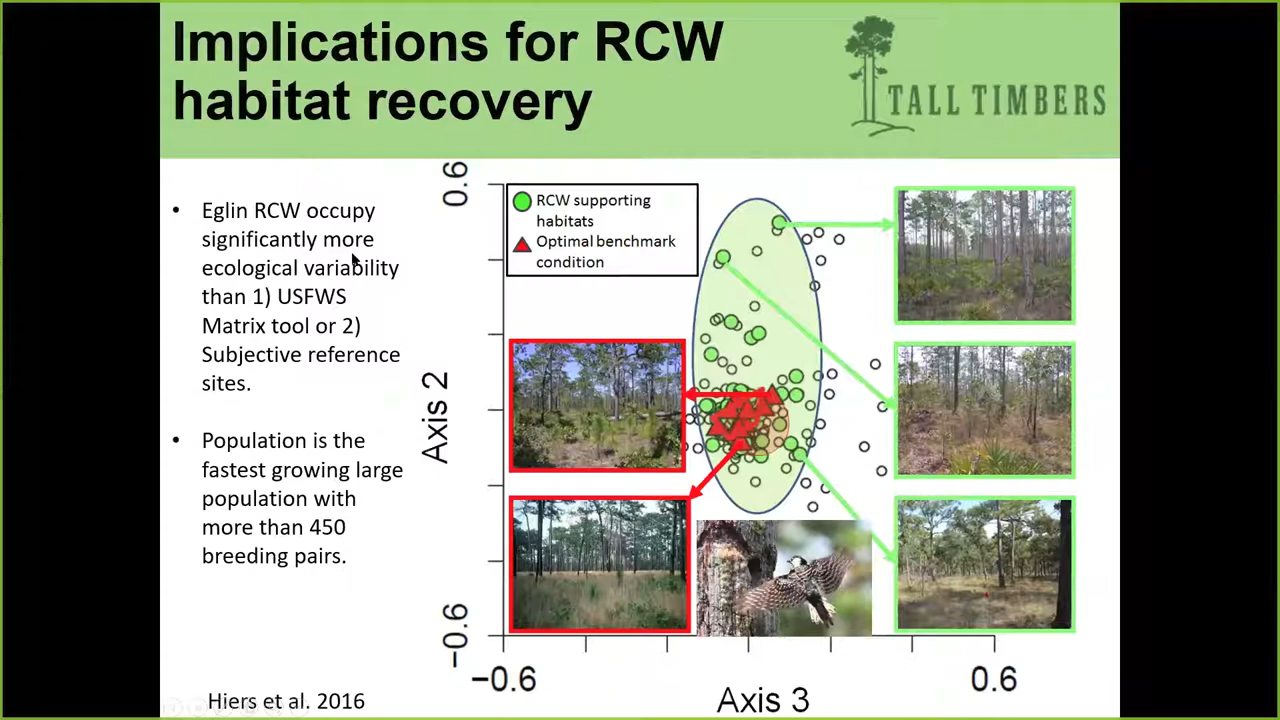 Implications for RCW
habitat recovery
TALL TIMBERS
• Eglin RCW occupy
significantly more
ecological variability
than 1) USFWS
Matrix tool or 2)
Subjective reference
sites.
• Population is the
fastest growing large
population with
more than 450
breeding pairs.
Hiers et al. 2016
RCW supporting
habitats
Optimal benchmark
condition
0.6
Axis 2
−0.6
−0.6
0.6
Axis 3